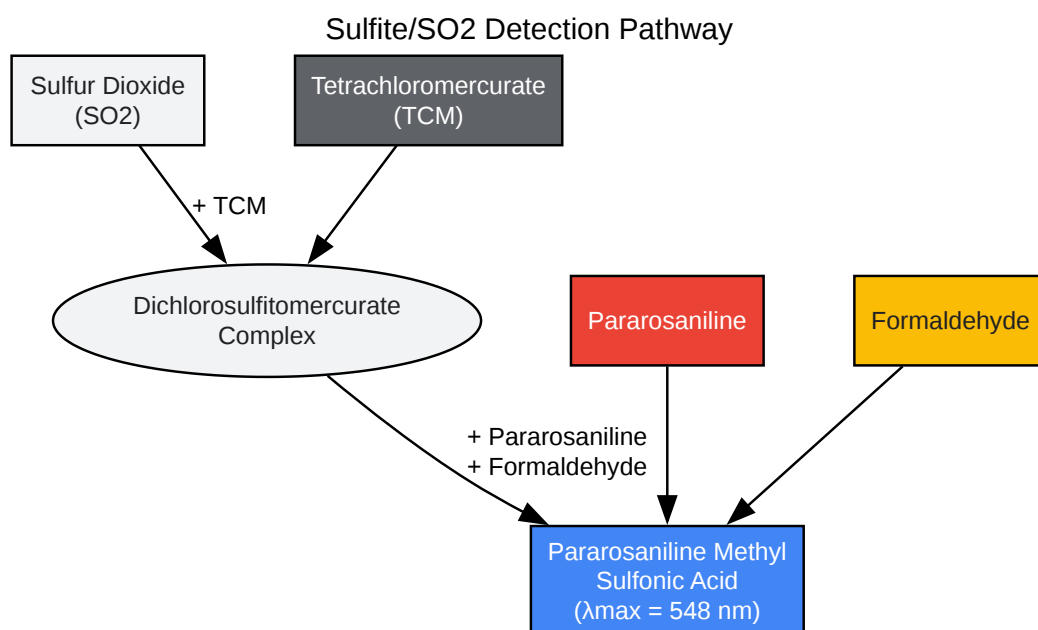 Sulfite/SO2 Detection Pathway
Sulfur Dioxide
(SO2)
Tetrachloromercurate
(TCM)
+ TCM
Dichlorosulfitomercurate
Complex
Pararosaniline
Formaldehyde
+ Pararosaniline
+ Formaldehyde
Pararosaniline Methyl
Sulfonic Acid
(λmax = 548 nm)